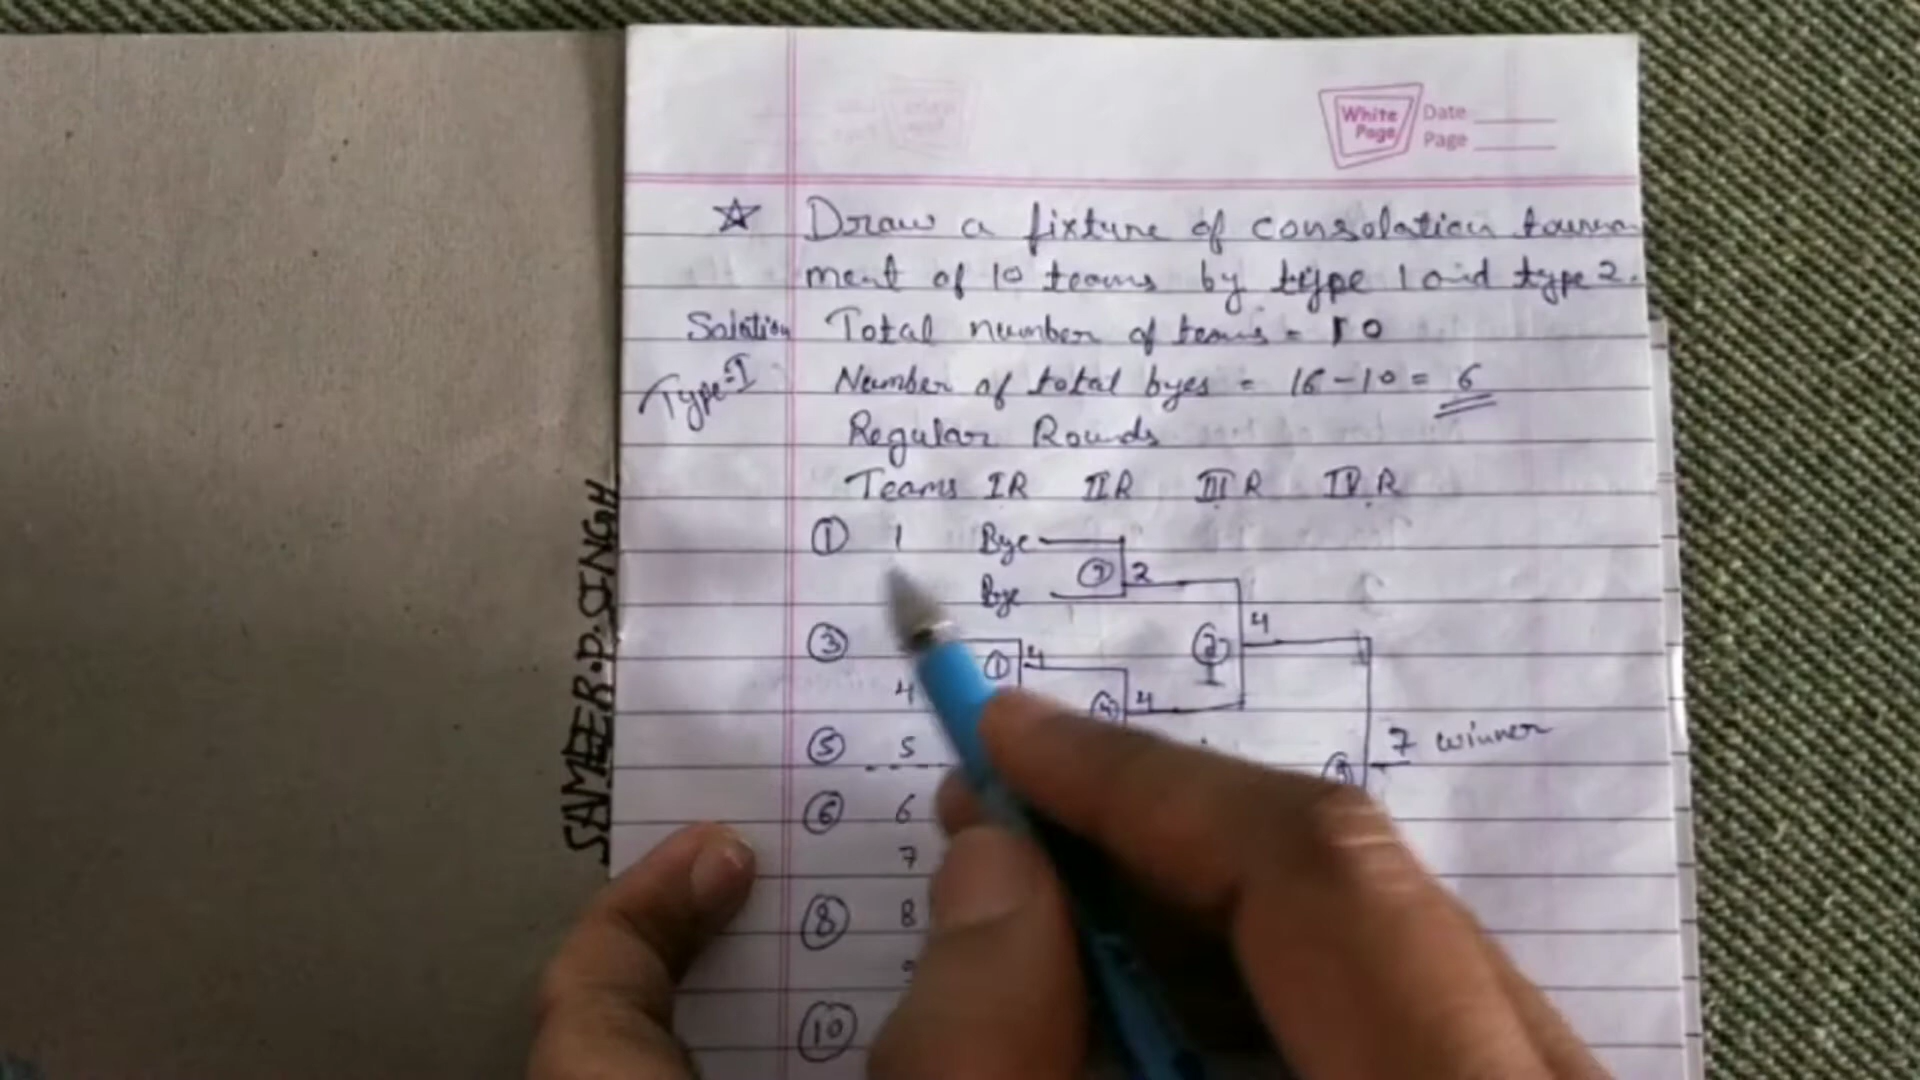 White Page
Date
Page
☆ Draw a fixture of consolation tourna
ment of 10 teams by type 1 and type 2.
Solution Total number of teams = 10
Type-I Number of total byes = 16-10 = 6
Regular Rounds
Teams IR IIR IIIR IVR
① 1 Bye
2
Bye
4
③ ① 4
4 4
⑤ 5
7 winner
⑥ 6
7
⑧ 8
⑩
SAMEER.P.SINGH